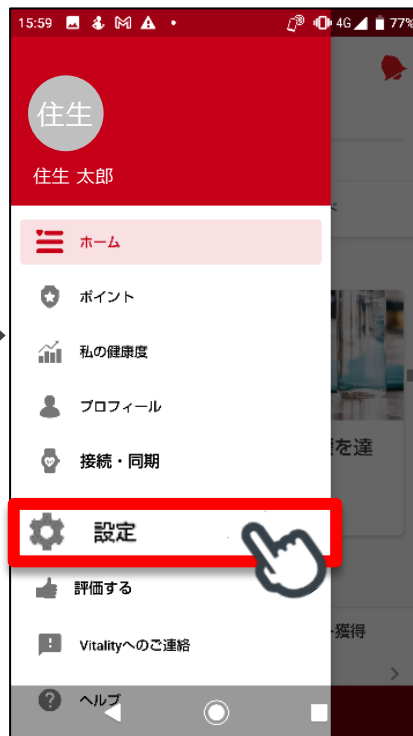 15:59
4G
77%
住生
住生 太郎
ホーム
ポイント
私の健康度
プロフィール
接続・同期
を達
設定
評価する
獲得
Vitalityへのご連絡
ヘルプ